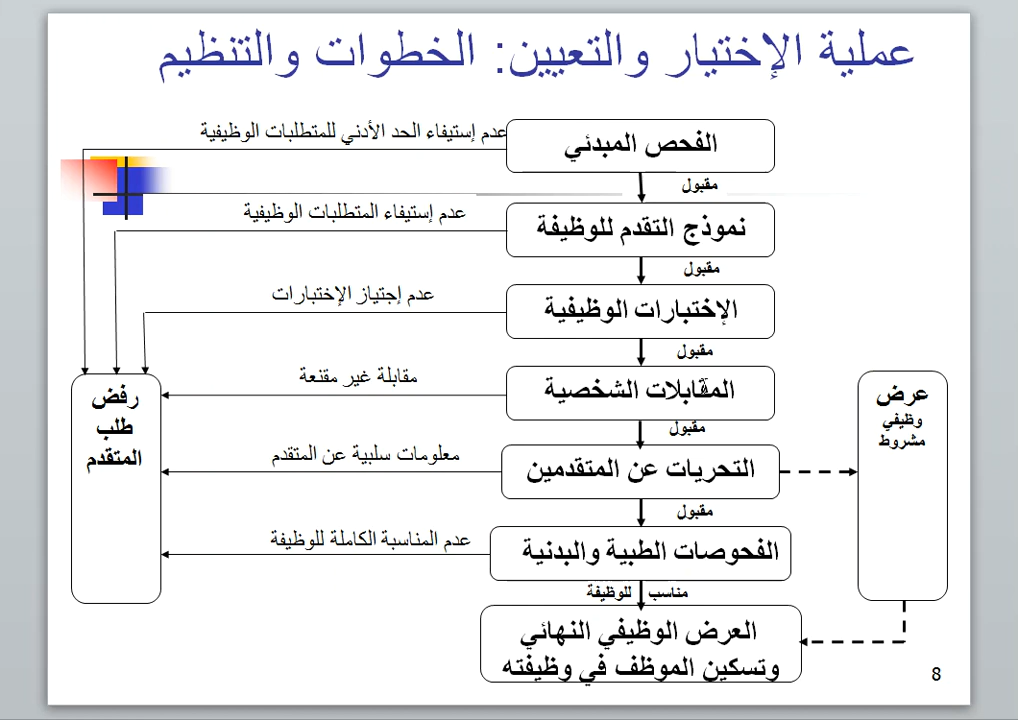 عملية الإختيار والتعيين: الخطوات والتنظيم
الفحص المبدئي
عدم إستيفاء الحد الأدني للمتطلبات الوظيفية
مقبول
نموذج التقدم للوظيفة
عدم إستيفاء المتطلبات الوظيفية
مقبول
الإختبارات الوظيفية
عدم إجتياز الإختبارات
مقبول
المقابلات الشخصية
مقابلة غير مقنعة
مقبول
التحريات عن المتقدمين
معلومات سلبية عن المتقدم
مقبول
الفحوصات الطبية والبدنية
عدم المناسبة الكاملة للوظيفة
مناسب للوظيفة
العرض الوظيفي النهائي
وتسكين الموظف في وظيفته
عرض
وظيفي
مشروط
رفض
طلب
المتقدم
8